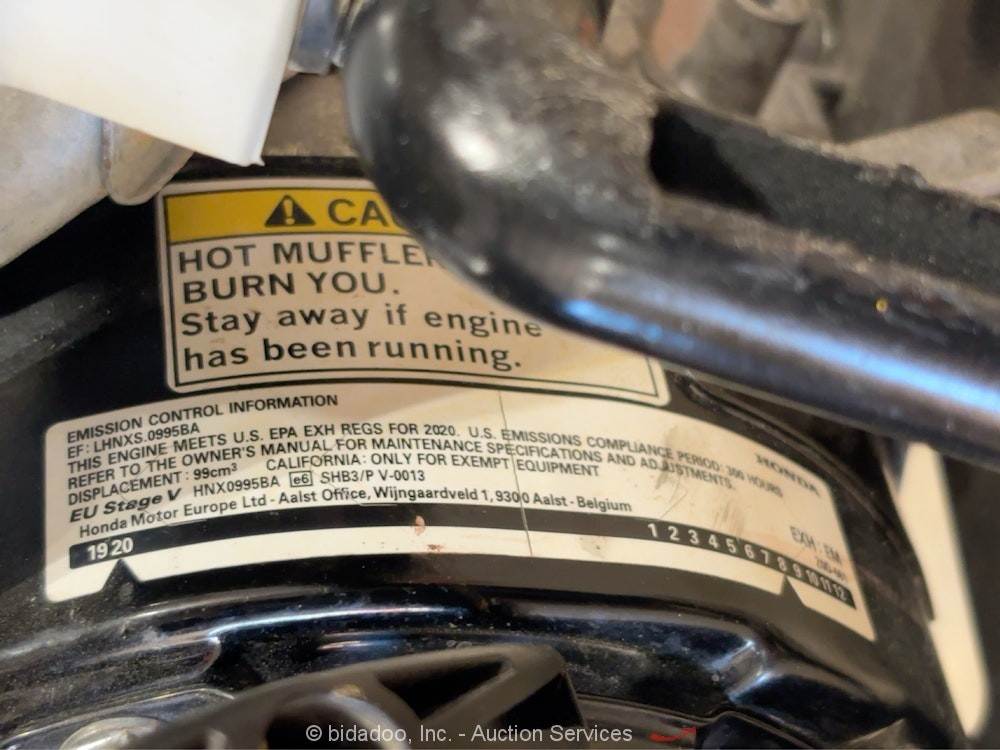 CA
HOT MUFFLE
BURN YOU.
Stay away if engine
has been running.
EMISSION CONTROL INFORMATION
EF: LHNXS.0995BA
THIS ENGINE MEETS U.S. EPA EXH REGS FOR 2020. U.S. EMISSIONS COMPLIANCE PERIOD: 300 HOURS
REFER TO THE OWNER'S MANUAL FOR MAINTENANCE SPECIFICATIONS AND ADJUSTMENTS.
DISPLACEMENT: 99cm³ CALIFORNIA: ONLY FOR EXEMPT EQUIPMENT
EU Stage V HNX0995BA e6 SHB3/P V-0013
Honda Motor Europe Ltd - Aalst Office, Wijngaardveld 1, 9300 Aalst - Belgium
HONDA
EXH: EM
19 20
1 2 3 4 5 6 7 8 9 10 11 12
© bidadoo, Inc. - Auction Services